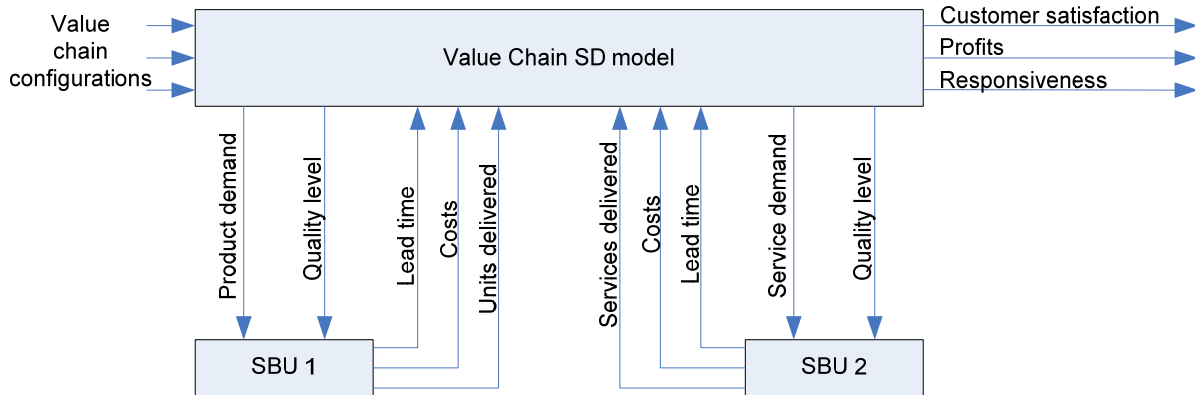 Value
chain
configurations
Value Chain SD model
Customer satisfaction
Profits
Responsiveness
Product demand
Quality level
Lead time
Costs
Units delivered
Services delivered
Costs
Lead time
Service demand
Quality level
SBU 1
SBU 2